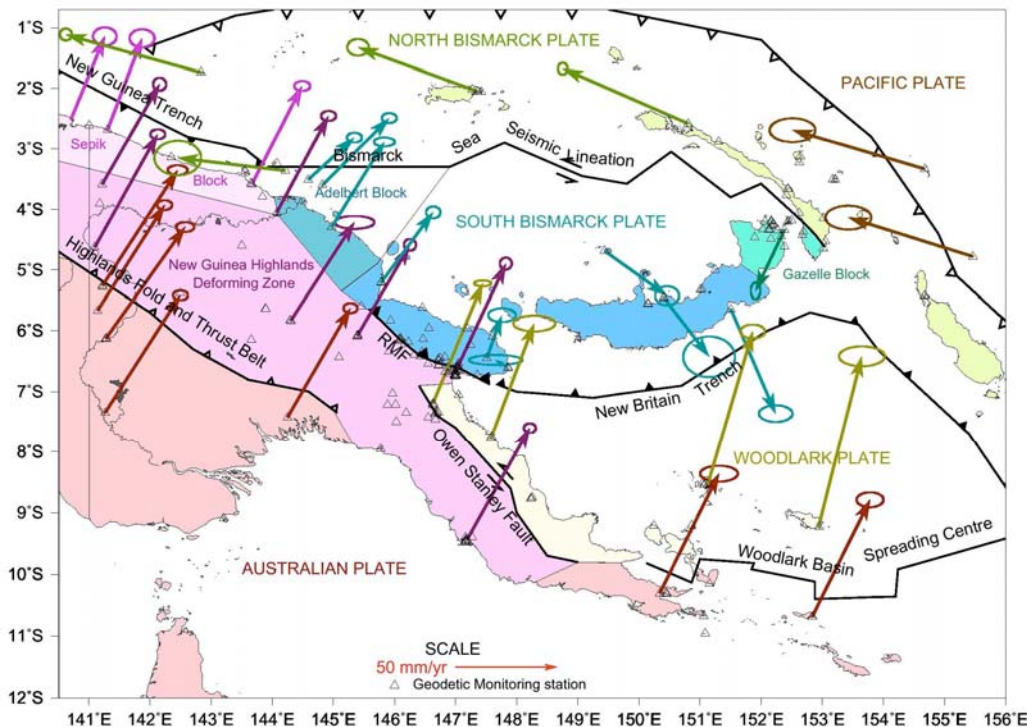 1°S
2°S
3°S
4°S
5°S
6°S
7°S
8°S
9°S
10°S
11°S
12°S
NORTH BISMARCK PLATE
PACIFIC PLATE
New Guinea Trench
Sepik
Block
Bismarck
Sea
Seismic Lineation
Adelbert Block
SOUTH BISMARCK PLATE
Gazelle Block
New Guinea Highlands
Deforming Zone
Highlands Fold and Thrust Belt
RMF
New Britain Trench
Owen Stanley Fault
WOODLARK PLATE
Woodlark Basin
Spreading Centre
AUSTRALIAN PLATE
SCALE
50 mm/yr
Geodetic Monitoring station
141°E 142°E 143°E 144°E 145°E 146°E 147°E 148°E 149°E 150°E 151°E 152°E 153°E 154°E 155°E 156°E